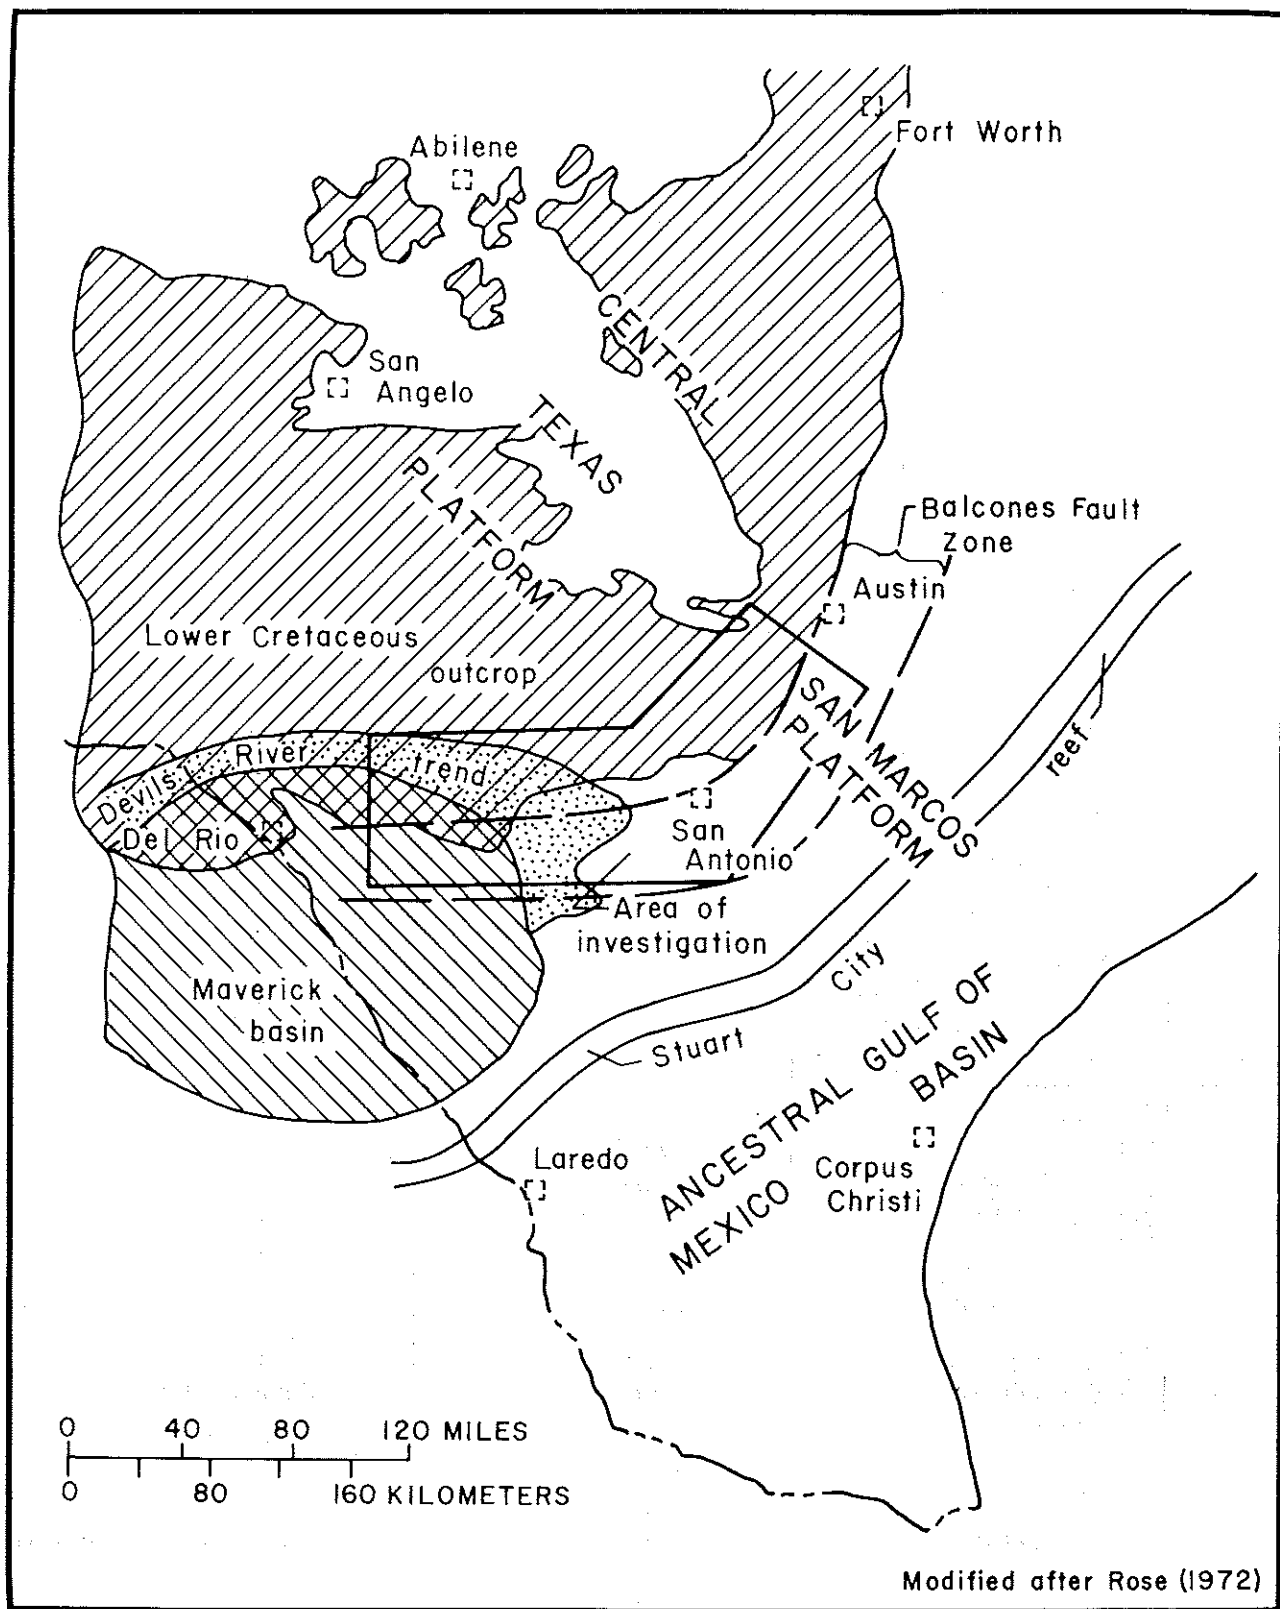 Fort Worth
Abilene
CENTRAL
San
Angelo
TEXAS
PLATFORM
Balcones Fault
Zone
Austin
Lower Cretaceous
outcrop
SAN MARCOS
PLATFORM
reef
Devils River trend
Del Rio
San
Antonio
Area of
investigation
Maverick
basin
Stuart City
ANCESTRAL GULF OF
MEXICO BASIN
Laredo
Corpus
Christi
0 40 80 120 MILES
0 80 160 KILOMETERS
Modified after Rose (1972)